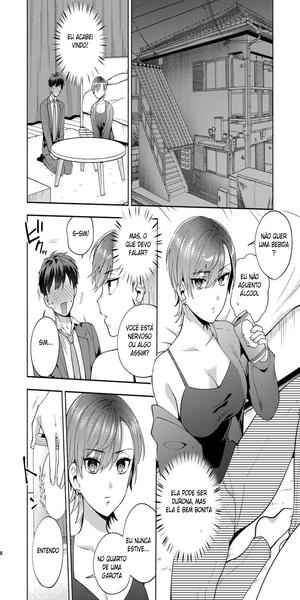 EU ACABEI
VINDO!
NÃO QUER
UMA BEBIDA
?
EU NÃO
AGUENTO
ÁLCOOL
MAS, O
QUE DEVO
FALAR?
S-SIM!
VOCÊ ESTÁ
NERVOSO
OU ALGO
ASSIM?
SIM...
ELA PODE SER
DURONA, MAS
ELA É BEM BONITA
EU NUNCA
ESTIVE...
NO QUARTO
DE UMA
GAROTA
ENTENDO
8